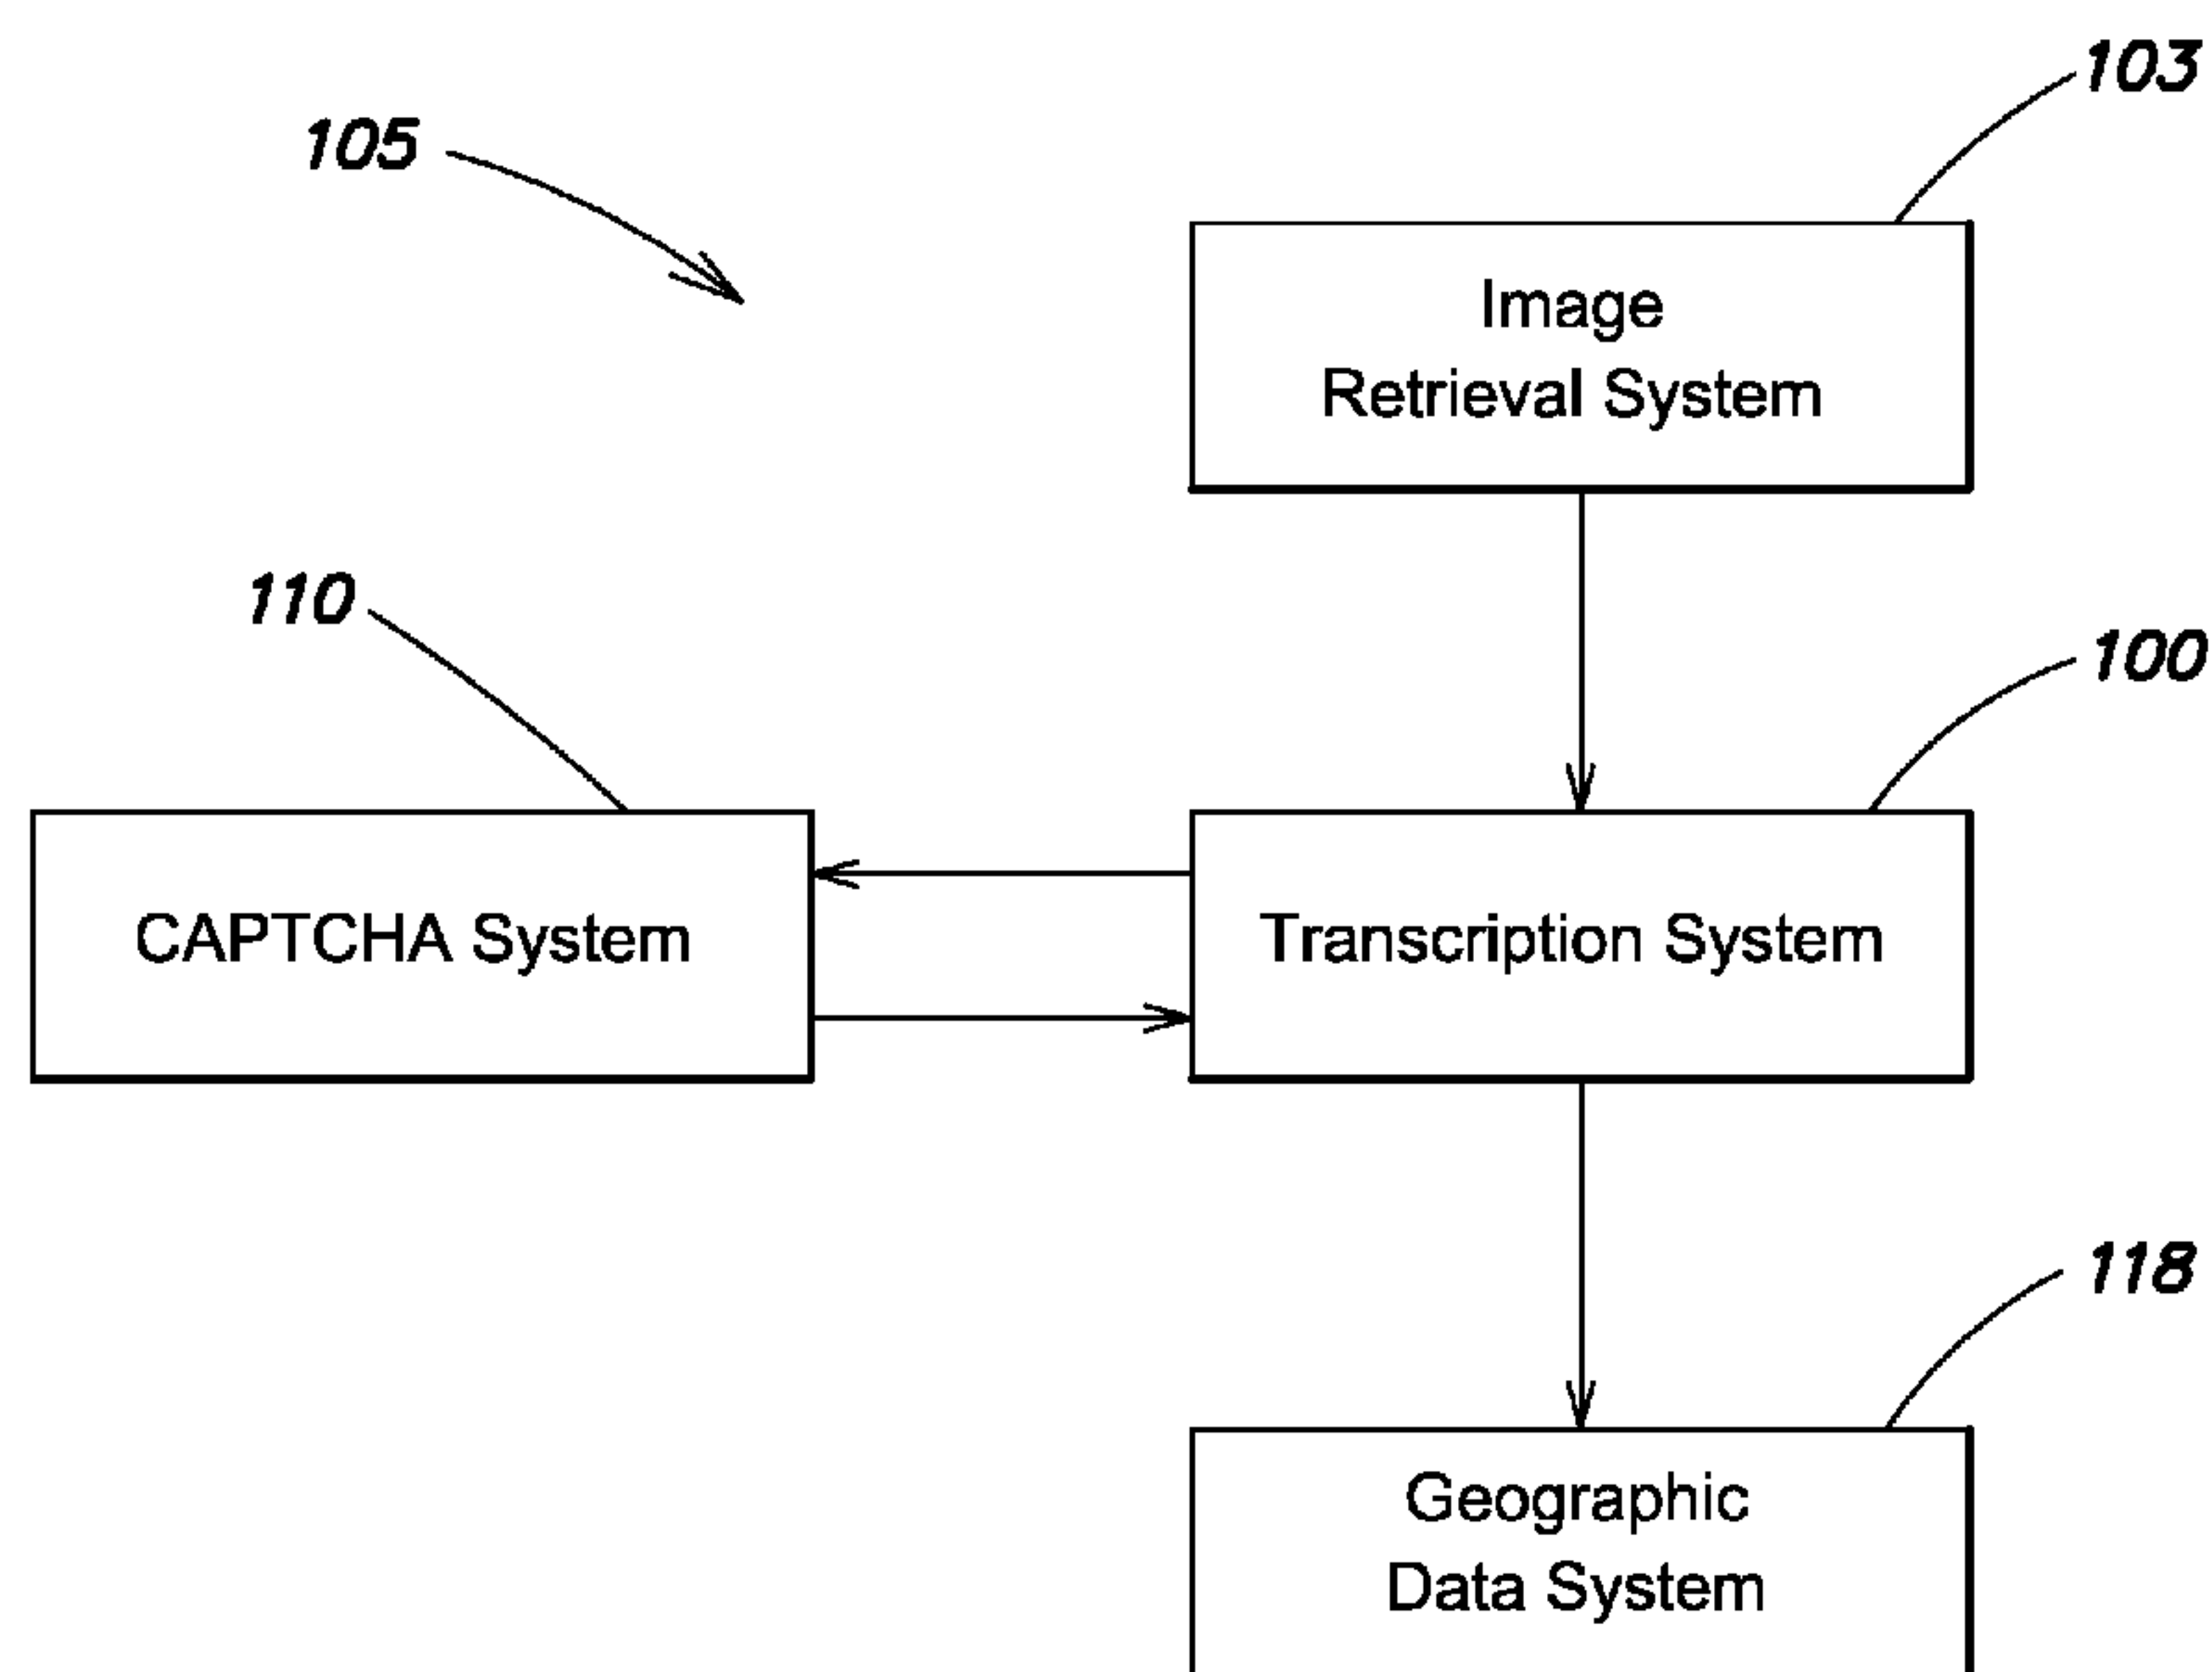 103
105
Image
Retrieval System
110
100
CAPTCHA System
Transcription System
118
Geographic
Data System